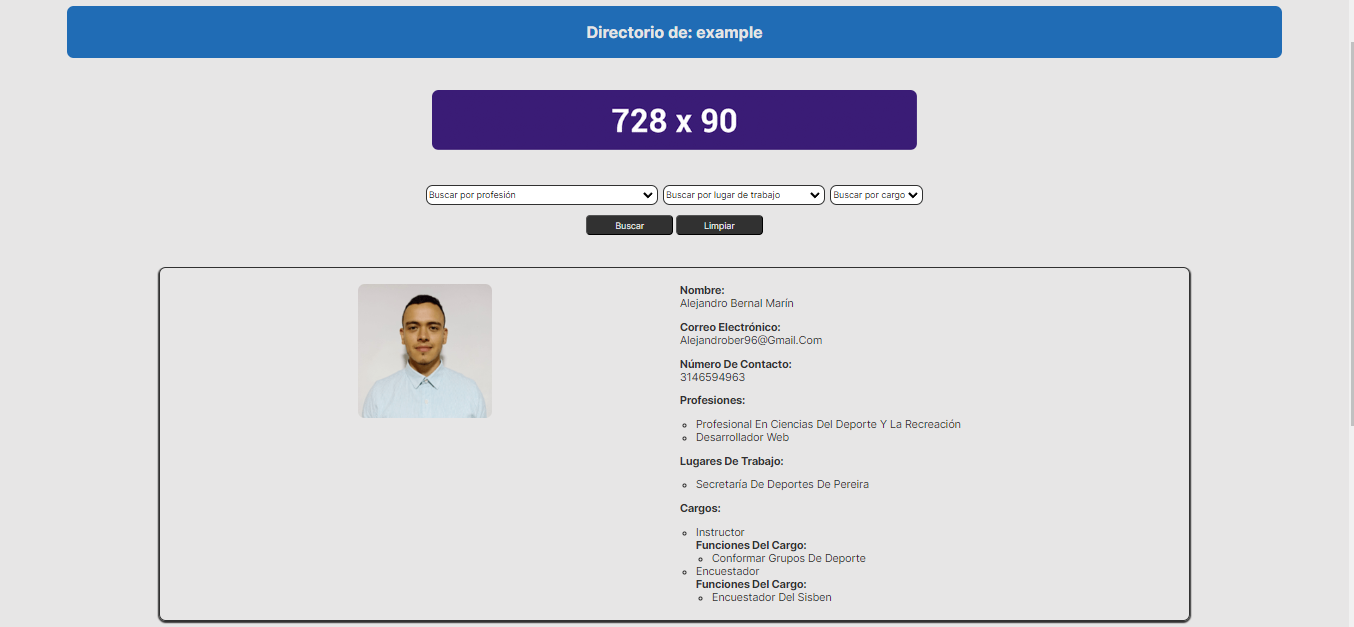 Directorio de: example
728 x 90
Buscar por profesión
Buscar por lugar de trabajo
Buscar por cargo
Buscar
Limpiar
Nombre:
Alejandro Bernal Marín
Correo Electrónico:
Alejandrober96@Gmail.Com
Número De Contacto:
3146594963
Profesiones:
Profesional En Ciencias Del Deporte Y La Recreación
Desarrollador Web
Lugares De Trabajo:
Secretaría De Deportes De Pereira
Cargos:
Instructor
Funciones Del Cargo:
Conformar Grupos De Deporte
Encuestador
Funciones Del Cargo:
Encuestador Del Sisben